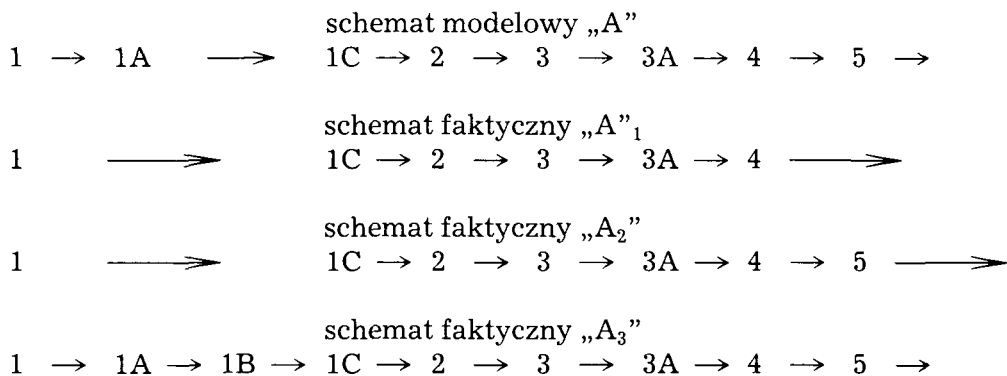 schemat modelowy „A”
1 → 1A → 1C → 2 → 3 → 3A → 4 → 5 →
schemat faktyczny „A”₁
1 → 1C → 2 → 3 → 3A → 4 →
schemat faktyczny „A₂”
1 → 1C → 2 → 3 → 3A → 4 → 5 →
schemat faktyczny „A₃”
1 → 1A → 1B → 1C → 2 → 3 → 3A → 4 → 5 →